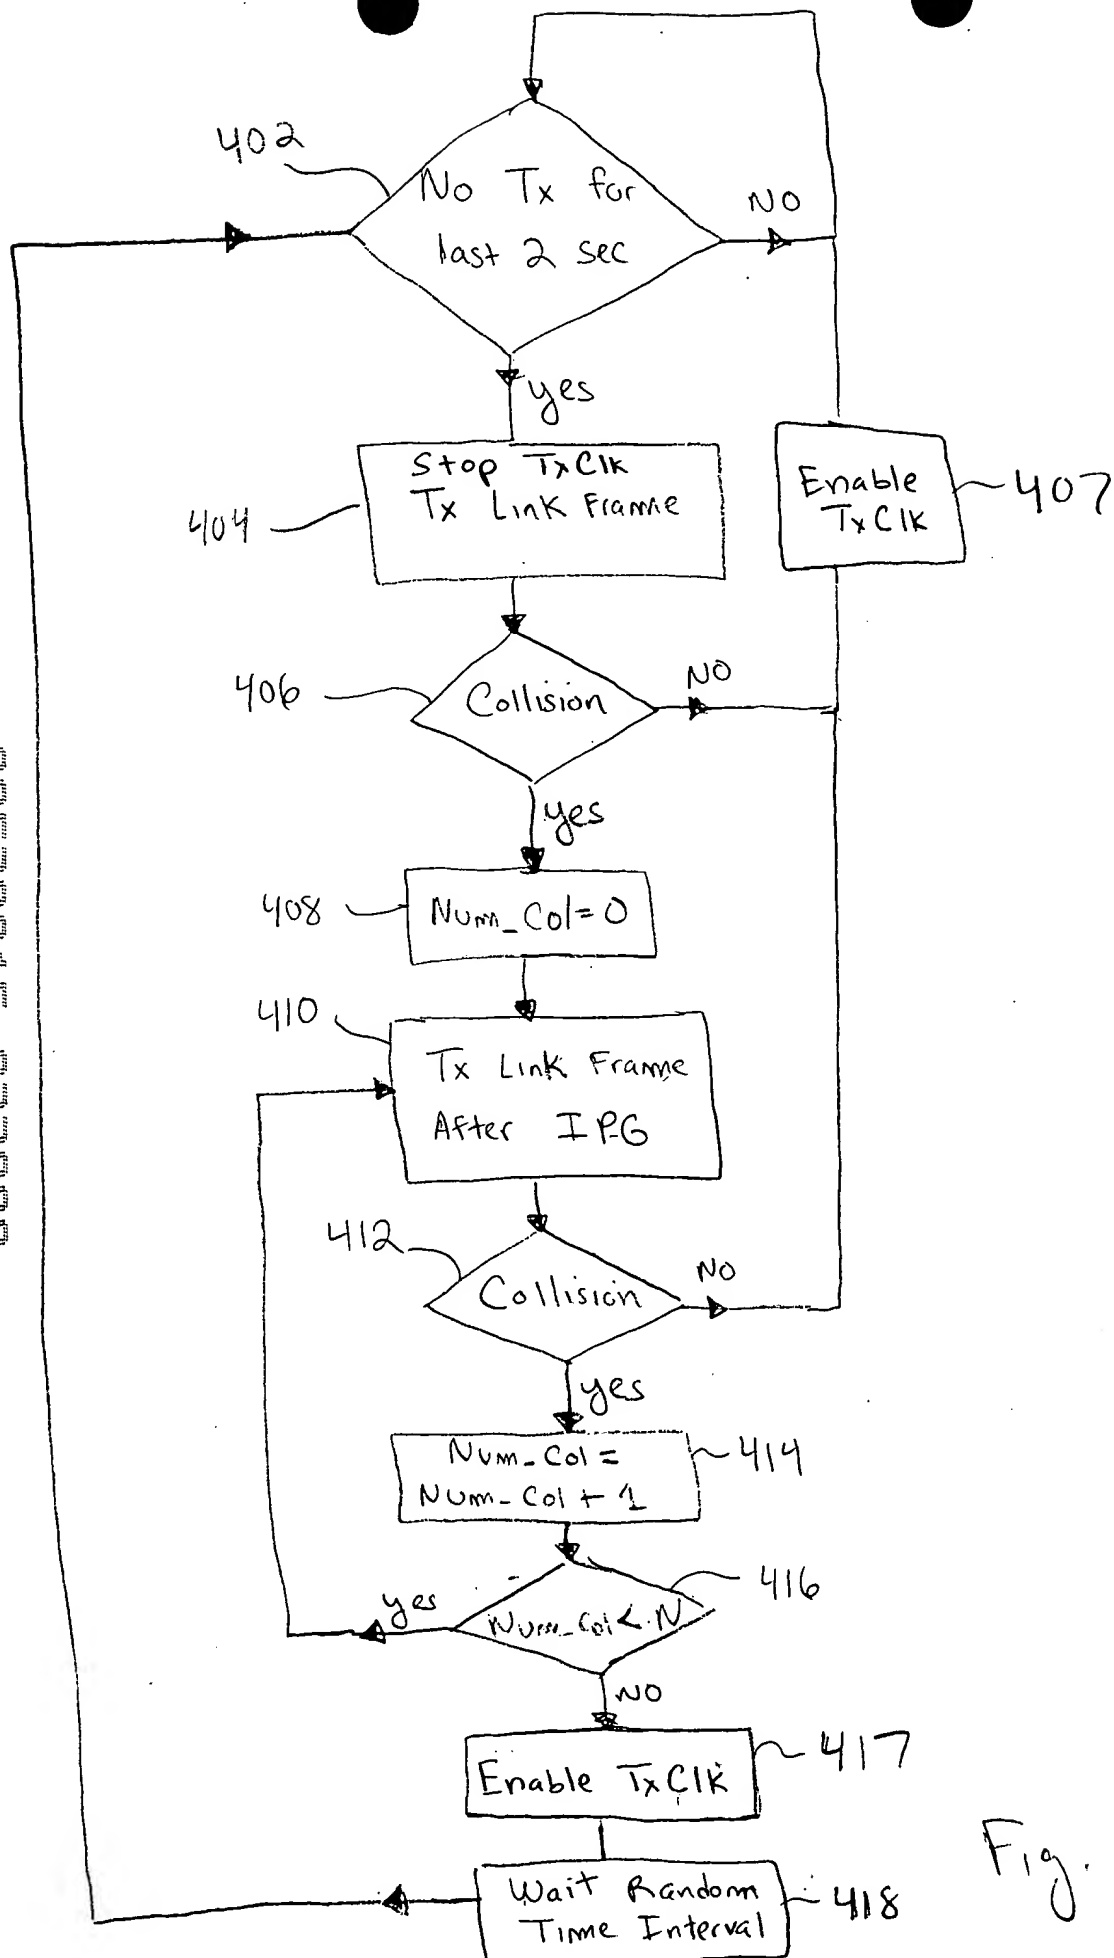 402
No Tx for
last 2 sec
NO
yes
Stop TxClk
Tx Link Frame
404
Enable
TxClk
407
406
Collision
NO
yes
408
Num_Col=0
410
Tx Link Frame
After IPG
412
Collision
NO
yes
Num_Col =
Num_Col + 1
414
416
yes
Num_Col < N
NO
Enable TxClk
417
Wait Random
Time Interval
418
Fig.